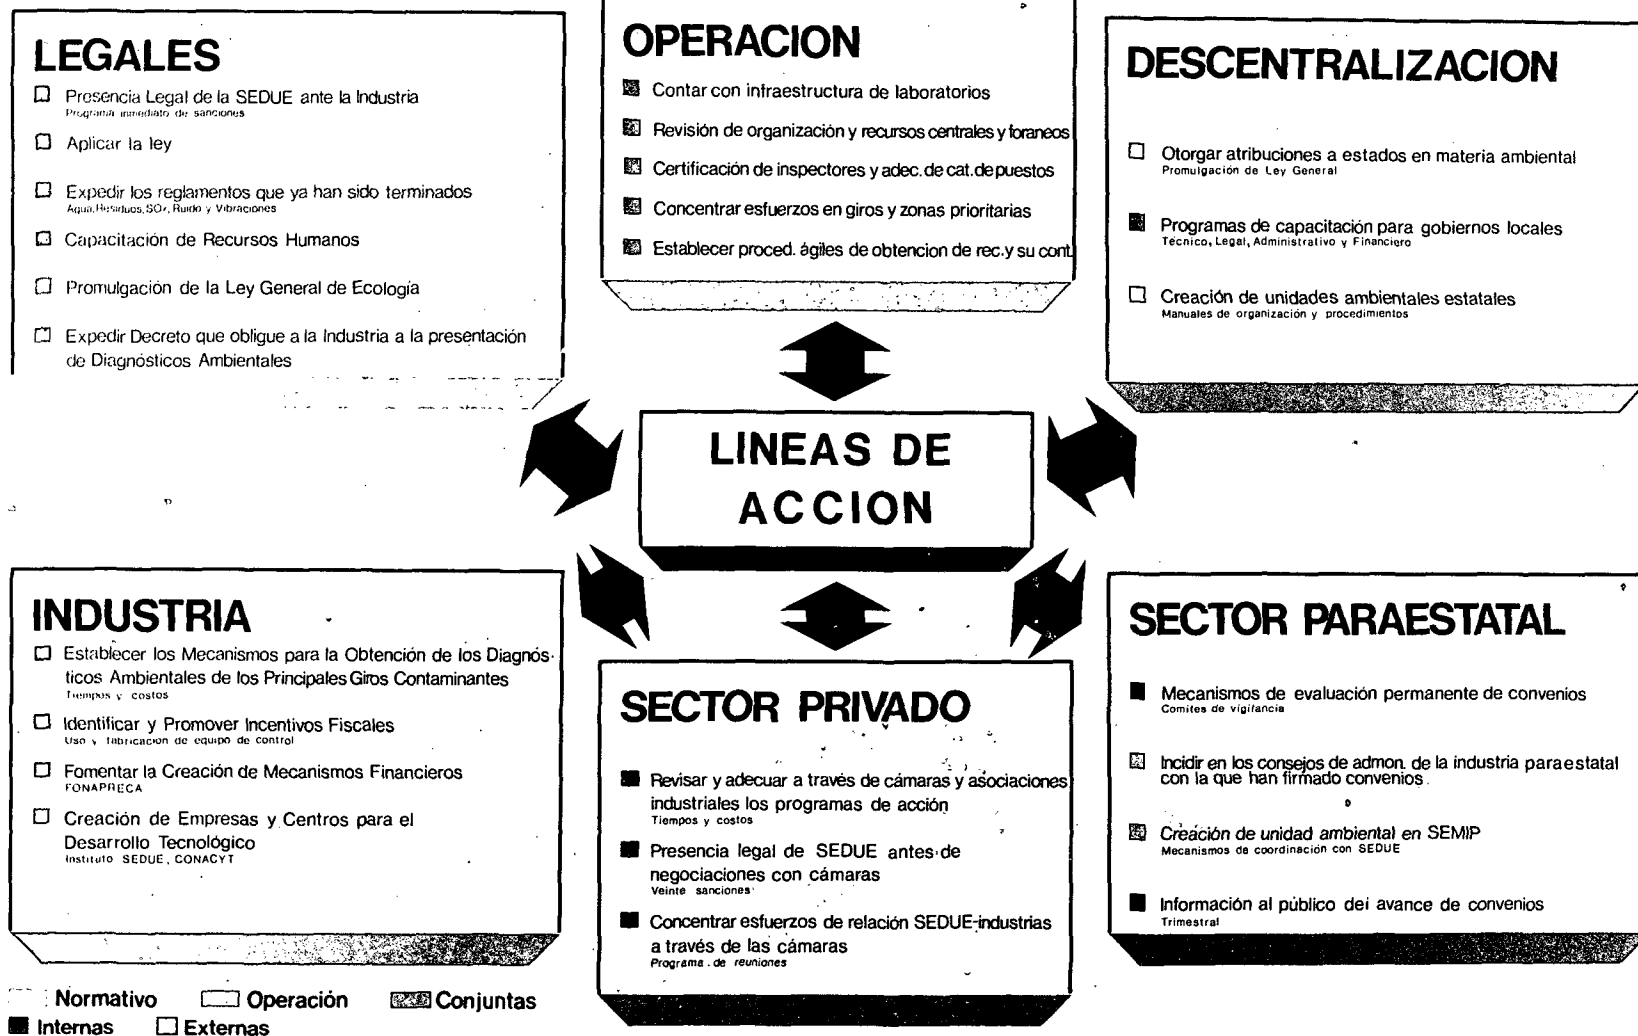 LEGALES
Presencia Legal de la SEDUE ante la Industria
Programa inmediato de sanciones
Aplicar la ley
Expedir los reglamentos que ya han sido terminados
Agua, Residuos, SO₂, Ruido y Vibraciones
Capacitación de Recursos Humanos
Promulgación de la Ley General de Ecología
Expedir Decreto que obligue a la Industria a la presentación
de Diagnósticos Ambientales
OPERACION
Contar con infraestructura de laboratorios
Revisión de organización y recursos centrales y foraneos
Certificación de inspectores y adec. de cat. de puestos
Concentrar esfuerzos en giros y zonas prioritarias
Establecer proced. ágiles de obtencion de rec. y su cont.
DESCENTRALIZACION
Otorgar atribuciones a estados en materia ambiental
Promulgación de Ley General
Programas de capacitación para gobiernos locales
Técnico, Legal, Administrativo y Financiero
Creación de unidades ambientales estatales
Manuales de organización y procedimientos
LINEAS DE
ACCION
INDUSTRIA
Establecer los Mecanismos para la Obtención de los Diagnós-
ticos Ambientales de los Principales Giros Contaminantes
Tiempos y costos
Identificar y Promover Incentivos Fiscales
Uso y fabricacion de equipo de control
Fomentar la Creación de Mecanismos Financieros
FONAPRECA
Creación de Empresas y Centros para el
Desarrollo Tecnológico
Instituto SEDUE, CONACYT
SECTOR PRIVADO
Revisar y adecuar a través de cámaras y asociaciones
industriales los programas de acción
Tiempos y costos
Presencia legal de SEDUE antes de
negociaciones con cámaras
Veinte sanciones
Concentrar esfuerzos de relación SEDUE-industrias
a través de las cámaras
Programa de reuniones
SECTOR PARAESTATAL
Mecanismos de evaluación permanente de convenios
Comites de vigilancia
Incidir en los consejos de admon. de la industria paraestatal
con la que han firmado convenios.
Creación de unidad ambiental en SEMIP
Mecanismos de coordinación con SEDUE
Información al público del avance de convenios
Trimestral
Normativo Operación Conjuntas
Internas Externas